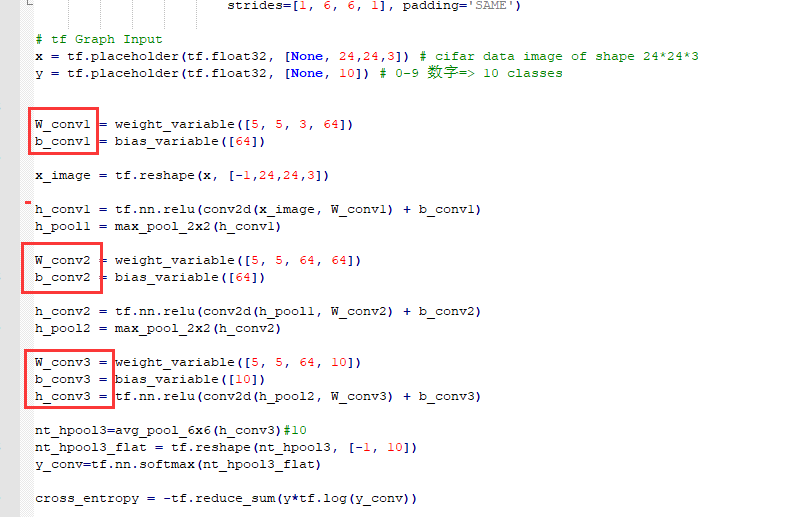 strides=[1, 6, 6, 1], padding='SAME')
# tf Graph Input
x = tf.placeholder(tf.float32, [None, 24,24,3]) # cifar data image of shape 24*24*3
y = tf.placeholder(tf.float32, [None, 10]) # 0-9 数字=> 10 classes
W_conv1 = weight_variable([5, 5, 3, 64])
b_conv1 = bias_variable([64])
x_image = tf.reshape(x, [-1,24,24,3])
h_conv1 = tf.nn.relu(conv2d(x_image, W_conv1) + b_conv1)
h_pool1 = max_pool_2x2(h_conv1)
W_conv2 = weight_variable([5, 5, 64, 64])
b_conv2 = bias_variable([64])
h_conv2 = tf.nn.relu(conv2d(h_pool1, W_conv2) + b_conv2)
h_pool2 = max_pool_2x2(h_conv2)
W_conv3 = weight_variable([5, 5, 64, 10])
b_conv3 = bias_variable([10])
h_conv3 = tf.nn.relu(conv2d(h_pool2, W_conv3) + b_conv3)
nt_hpool3=avg_pool_6x6(h_conv3)#10
nt_hpool3_flat = tf.reshape(nt_hpool3, [-1, 10])
y_conv=tf.nn.softmax(nt_hpool3_flat)
cross_entropy = -tf.reduce_sum(y*tf.log(y_conv))